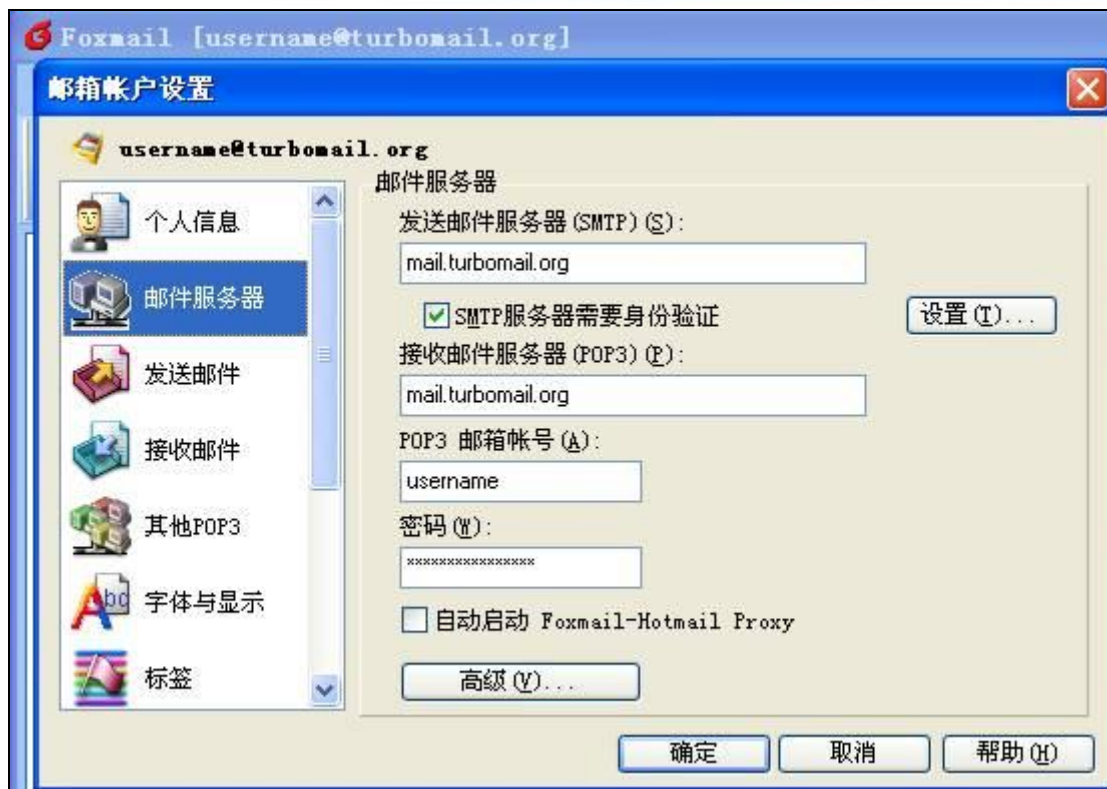 Foxmail [username@turbomail.org]
邮箱帐户设置
username@turbomail.org
个人信息
邮件服务器
发送邮件
接收邮件
其他POP3
Abc
字体与显示
标签
邮件服务器
发送邮件服务器(SMTP)(S):
mail.turbomail.org
SMTP服务器需要身份验证
设置(T)...
接收邮件服务器(POP3)(P):
mail.turbomail.org
POP3 邮箱帐号(A):
username
密码(W):
****************
自动启动 Foxmail-Hotmail Proxy
高级(V)...
确定
取消
帮助(H)